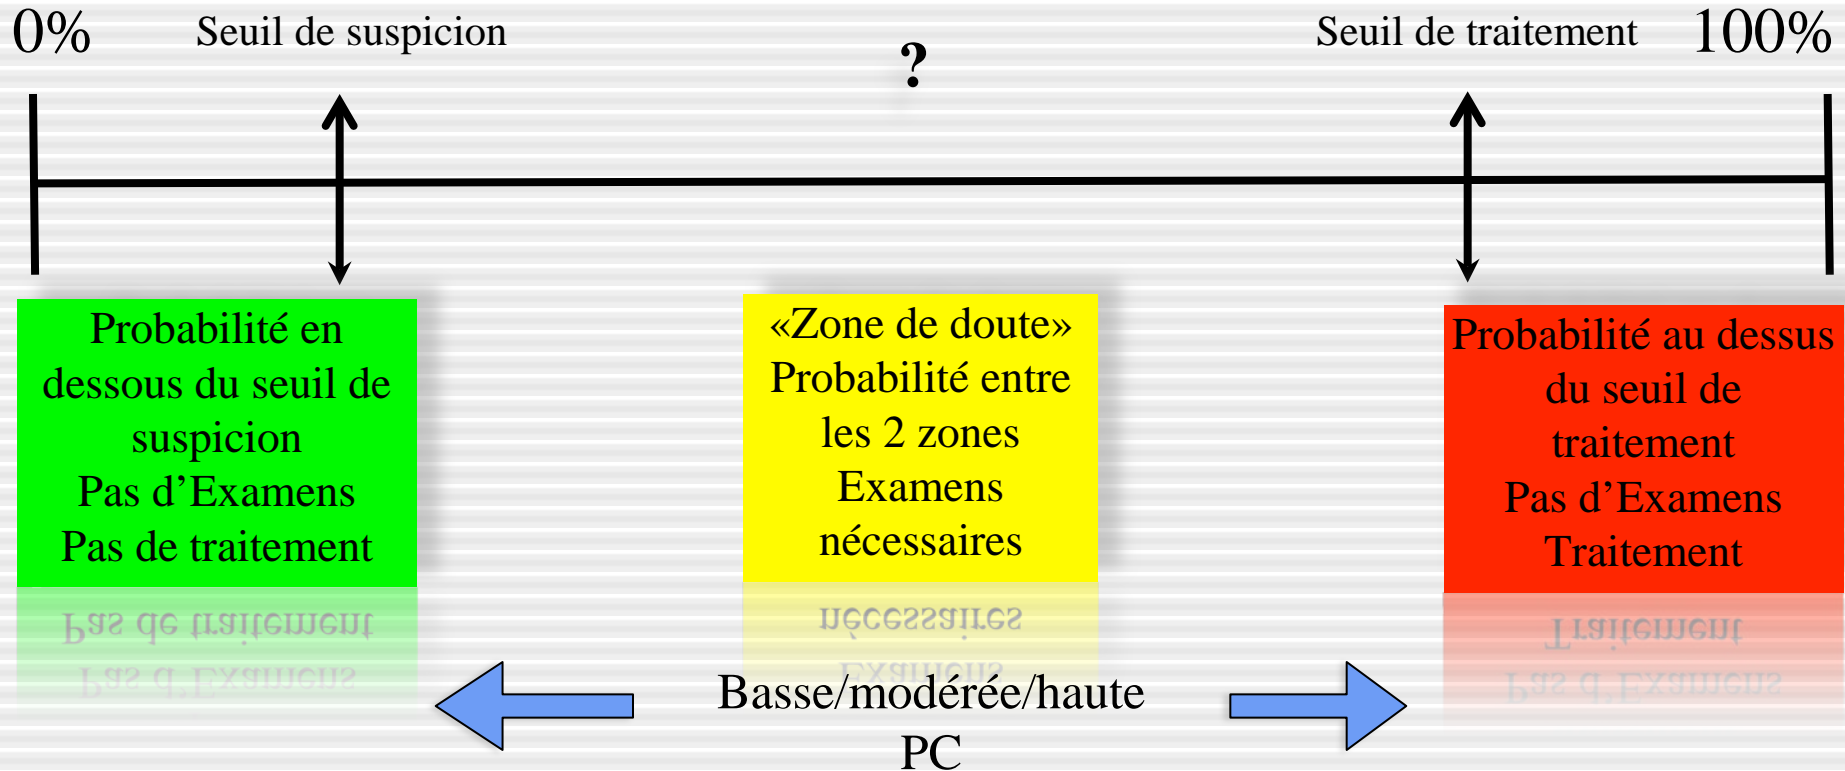 0%
Seuil de suspicion
?
Seuil de traitement
100%
Probabilité en
dessous du seuil de
suspicion
Pas d’Examens
Pas de traitement
«Zone de doute»
Probabilité entre
les 2 zones
Examens
nécessaires
Probabilité au dessus
du seuil de
traitement
Pas d’Examens
Traitement
Basse/modérée/haute
PC